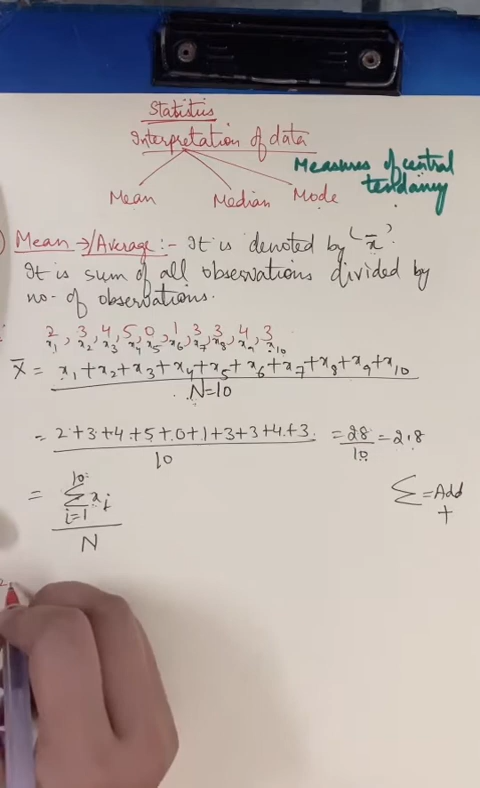 Statistics
Interpretation of data
Measures of central
tendancy
Mean Median Mode
Mean → /Average :- It is denoted by ' x̄ '.
It is sum of all observations divided by
no. of observations.
2, 3, 4, 5, 0, 1, 3, 3, 4, 3
x₁ x₂ x₃ x₄ x₅ x₆ x₇ x₈ x₉ x₁₀
X̄ = x₁+x₂+x₃+x₄+x₅+x₆+x₇+x₈+x₉+x₁₀
N=10
= 2+3+4+5+0+1+3+3+4+3 = 28 = 2.8
10 10
= 10
Σ xᵢ
i=1
N
Σ = Add
+